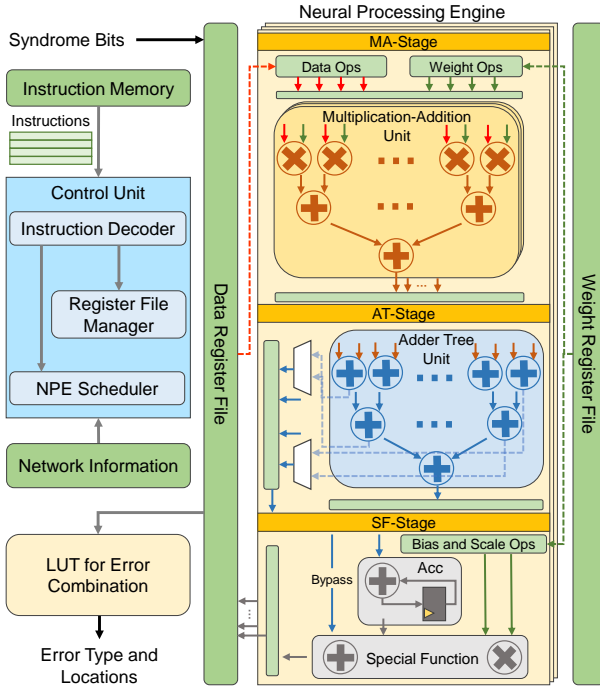 Neural Processing Engine
Syndrome Bits
Instruction Memory
Instructions
Control Unit
Instruction Decoder
Register File
Manager
NPE Scheduler
Network Information
LUT for Error
Combination
Error Type and
Locations
Data Register File
MA-Stage
Data Ops
Weight Ops
Multiplication-Addition
Unit
AT-Stage
Adder Tree
Unit
SF-Stage
Bias and Scale Ops
Bypass
Acc
Special Function
Weight Register File